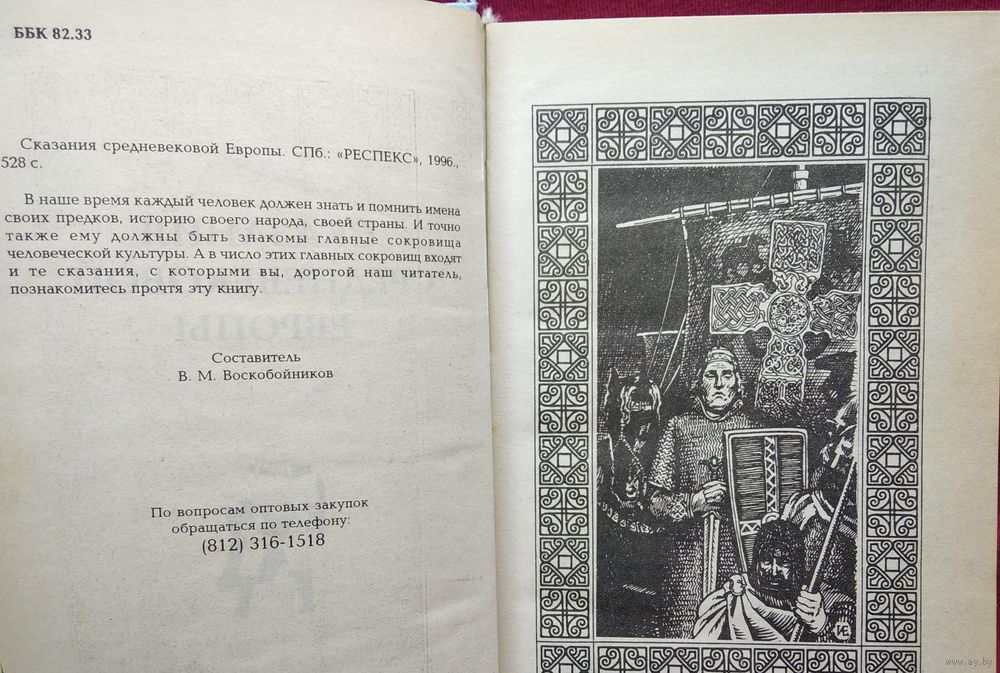 ББК 82.33
Сказания средневековой Европы. СПб.: «РЕСПЕКС», 1996.,
528 с.
В наше время каждый человек должен знать и помнить имена
своих предков, историю своего народа, своей страны. И точно
также ему должны быть знакомы главные сокровища
человеческой культуры. А в число этих главных сокровищ входят
и те сказания, с которыми вы, дорогой наш читатель,
познакомитесь прочтя эту книгу.
Составитель
В. М. Воскобойников
По вопросам оптовых закупок
обращаться по телефону:
(812) 316-1518
www.ay.by